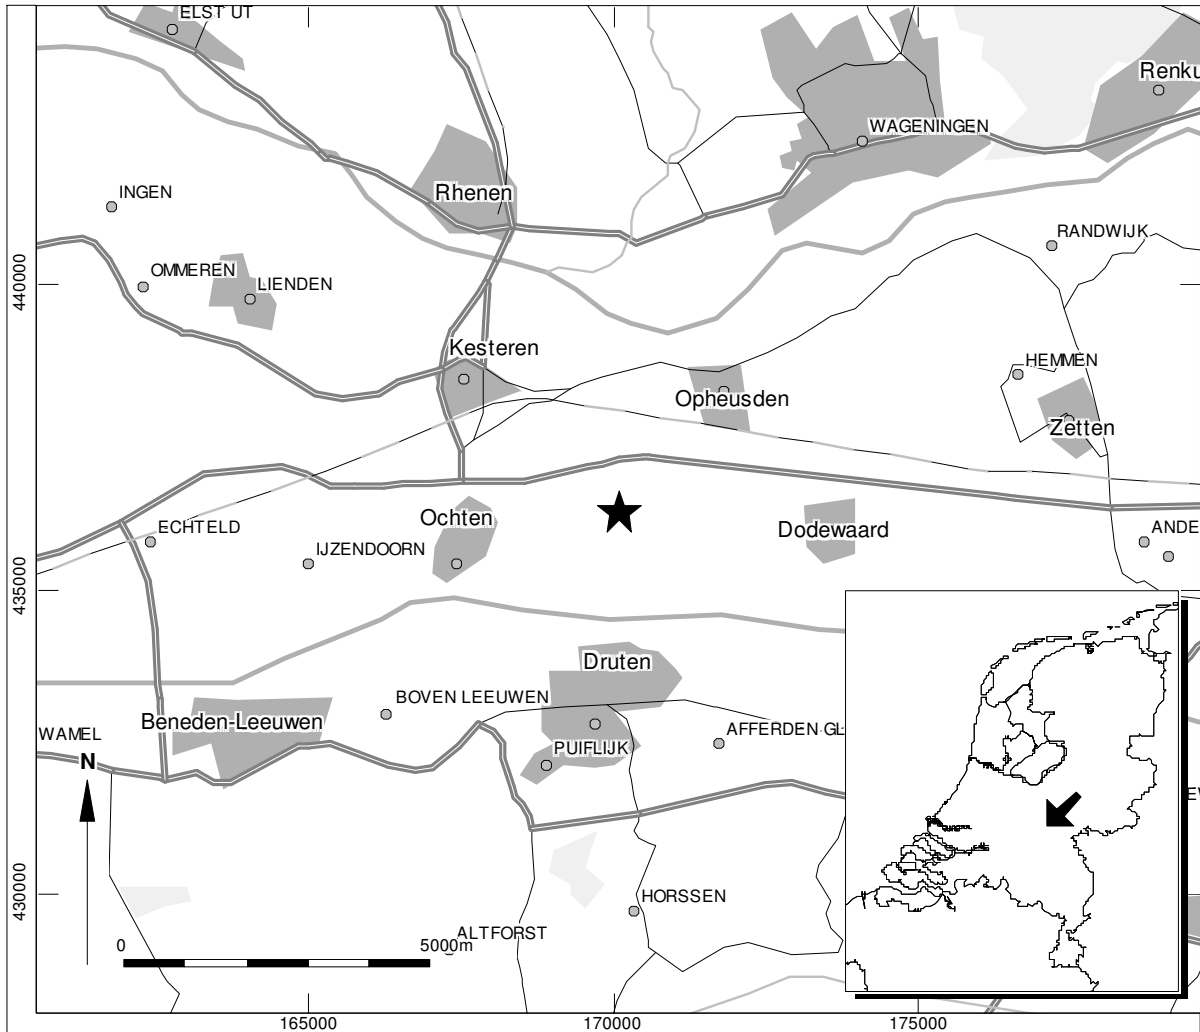 ELST UT
Renku
WAGENINGEN
INGEN
Rhenen
RANDWIJK
OMMEREN
LIENDEN
440000
Kesteren
HEMMEN
Opheusden
Zetten
Ochten
ECHTELD
Dodewaard
ANDE
IJZENDOORN
435000
Druten
BOVEN LEEUWEN
Beneden-Leeuwen
AFFERDEN GL
WAMEL
PUIFLIJK
N
430000
HORSSEN
ALTFORST
0
5000m
165000
170000
175000